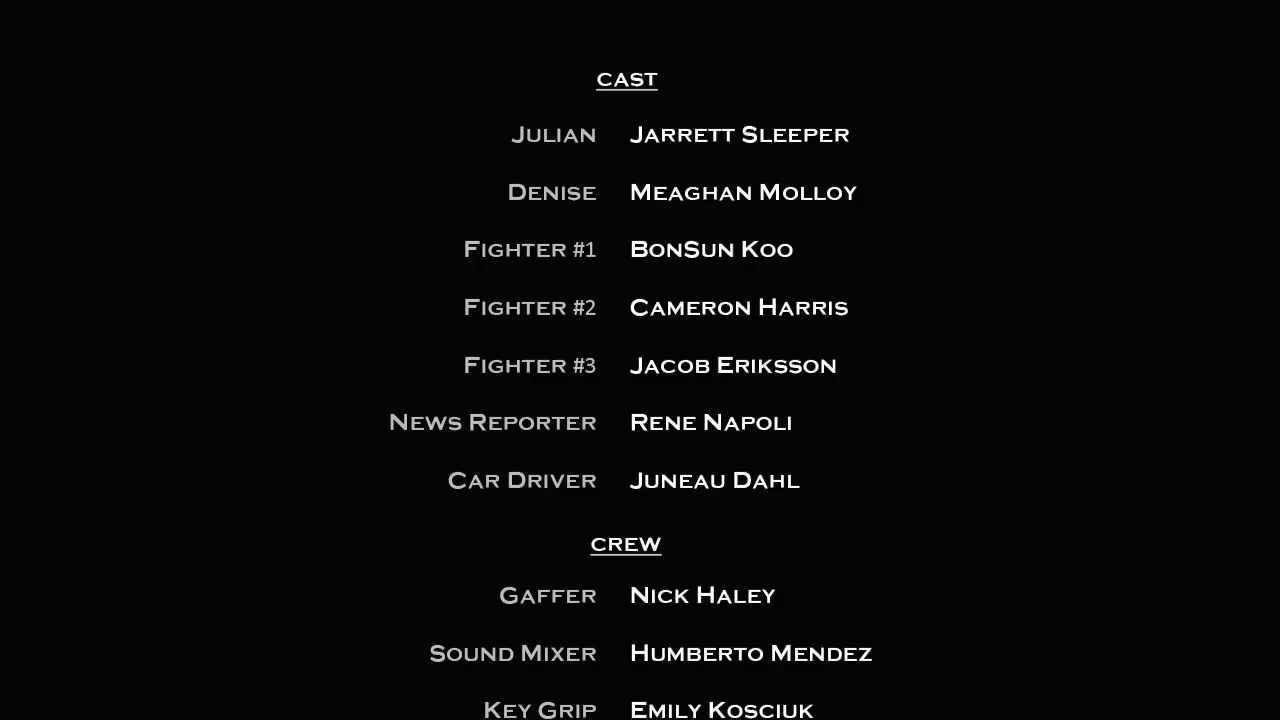 CAST
Julian Jarrett Sleeper
Denise Meaghan Molloy
Fighter #1 BonSun Koo
Fighter #2 Cameron Harris
Fighter #3 Jacob Eriksson
News Reporter Rene Napoli
Car Driver Juneau Dahl
CREW
Gaffer Nick Haley
Sound Mixer Humberto Mendez
Key Grip Emily Kosciuk